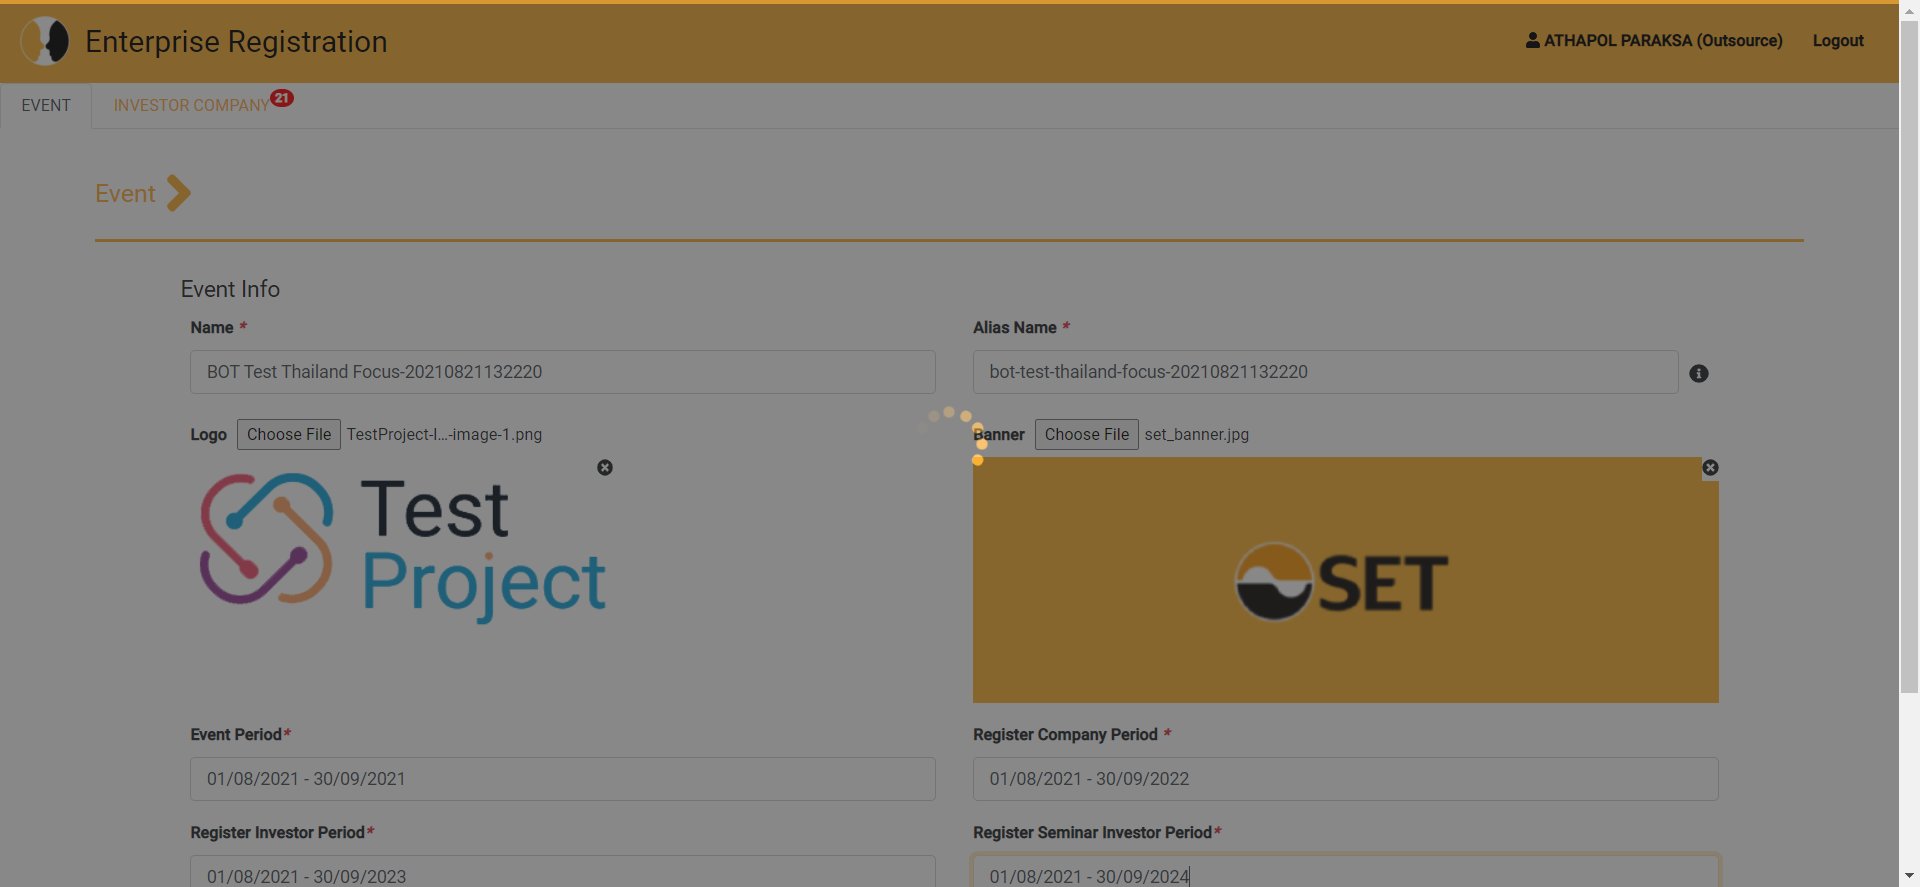 Enterprise Registration
ATHAPOL PARAKSA (Outsource) Logout
EVENT INVESTOR COMPANY 21
Event
Event Info
Name * Alias Name *
BOT Test Thailand Focus-20210821132220 bot-test-thailand-focus-20210821132220
Logo Choose File TestProject-l...-image-1.png Banner Choose File set_banner.jpg
Test
Project
SET
Event Period* Register Company Period *
01/08/2021 - 30/09/2021 01/08/2021 - 30/09/2022
Register Investor Period* Register Seminar Investor Period*
01/08/2021 - 30/09/2023 01/08/2021 - 30/09/2024